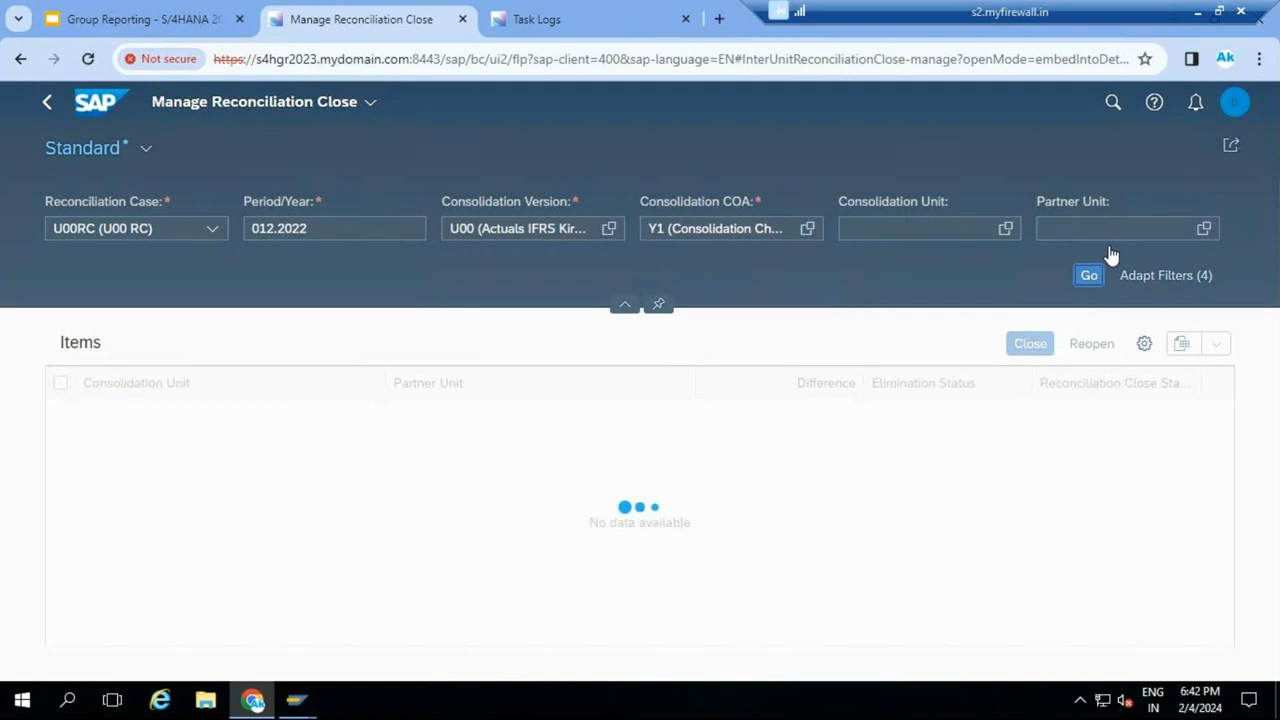 Group Reporting - S/4HANA 20
Manage Reconciliation Close
Task Logs
s2.myfirewall.in
Not secure
https://s4hgr2023.mydomain.com:8443/sap/bc/ui2/flp?sap-client=400&sap-language=EN#InterUnitReconciliationClose-manage?openMode=embedIntoDet...
Ak
SAP
Manage Reconciliation Close
Standard*
Reconciliation Case:*
Period/Year:*
Consolidation Version:*
Consolidation COA:*
Consolidation Unit:
Partner Unit:
U00RC (U00 RC)
012.2022
U00 (Actuals IFRS Kir...
Y1 (Consolidation Ch...
Go
Adapt Filters (4)
Items
Close
Reopen
Consolidation Unit
Partner Unit
Difference
Elimination Status
Reconciliation Close Sta...
No data available
Ak
ENG
IN
6:42 PM
2/4/2024